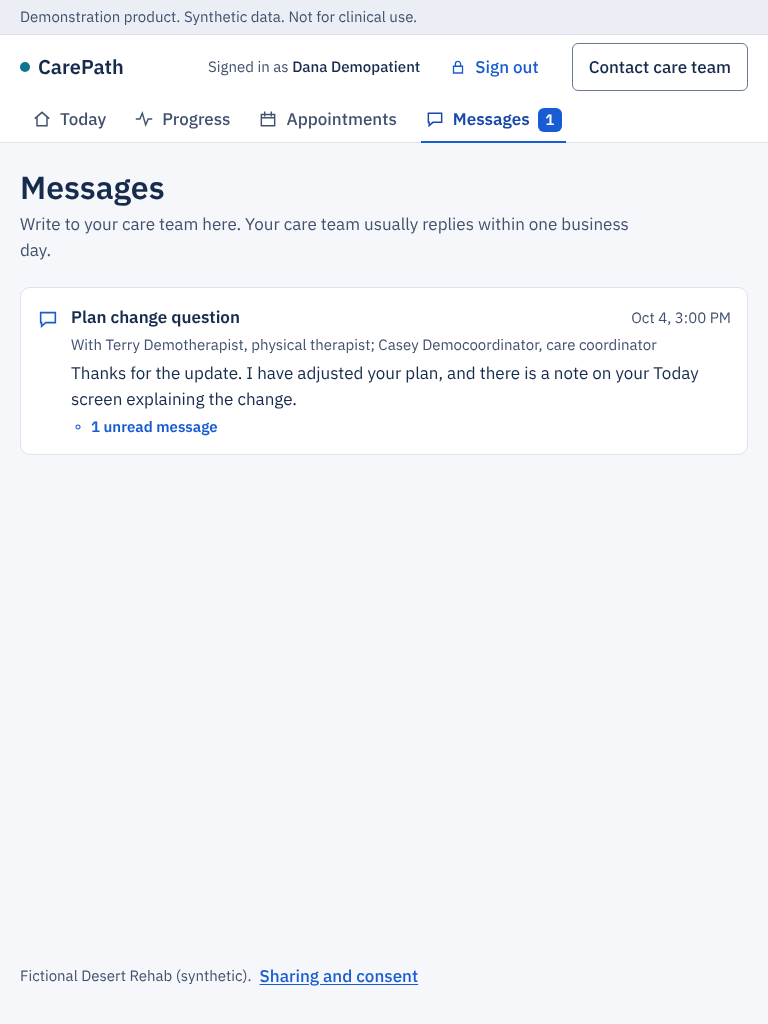 Demonstration product. Synthetic data. Not for clinical use.
CarePath
Signed in as Dana Demopatient
Sign out
Contact care team
Today
Progress
Appointments
Messages 1
Messages
Write to your care team here. Your care team usually replies within one business
day.
Plan change question
Oct 4, 3:00 PM
With Terry Demotherapist, physical therapist; Casey Democoordinator, care coordinator
Thanks for the update. I have adjusted your plan, and there is a note on your Today
screen explaining the change.
1 unread message
Fictional Desert Rehab (synthetic). Sharing and consent